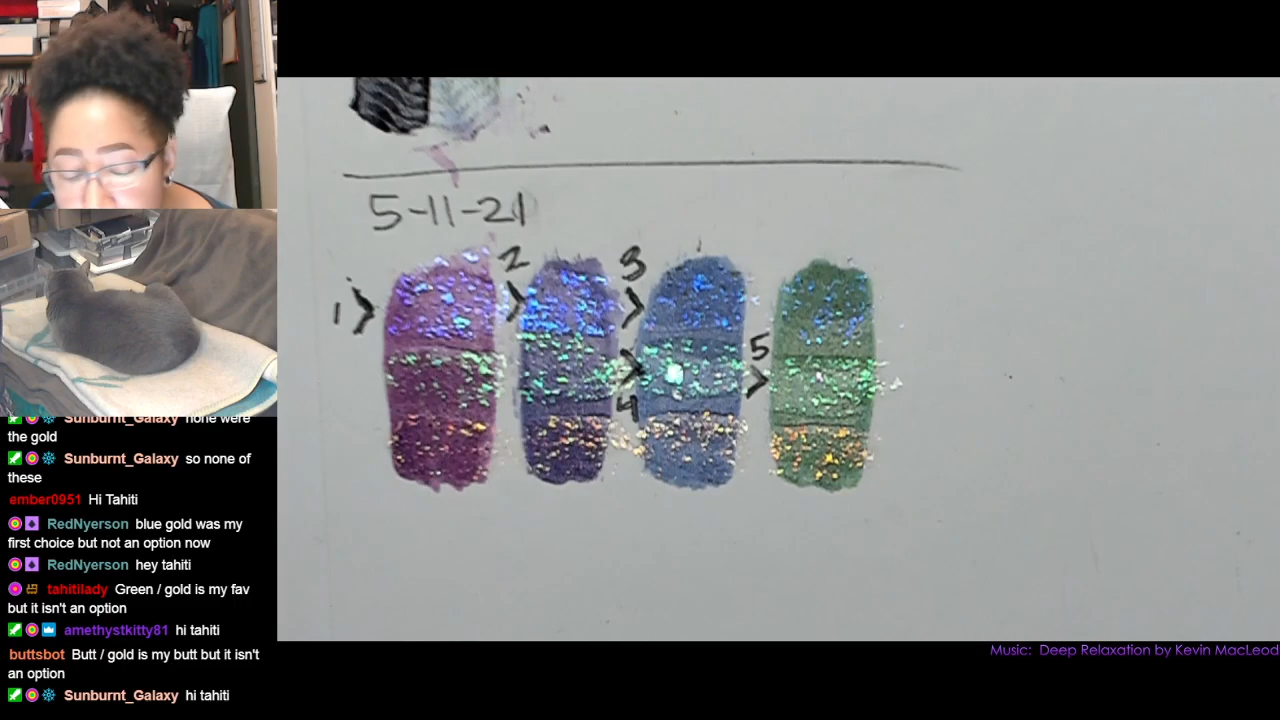 5-11-21
1 >
2 >
3 >
> 4
5 >
Sunburnt_Galaxy none were
the gold
Sunburnt_Galaxy so none of
these
ember0951 Hi Tahiti
RedNyerson blue gold was my
first choice but not an option now
RedNyerson hey tahiti
tahitilady Green / gold is my fav
but it isn't an option
amethystkitty81 hi tahiti
buttsbot Butt / gold is my butt but it isn't
an option
Sunburnt_Galaxy hi tahiti
Music: Deep Relaxation by Kevin MacLeod